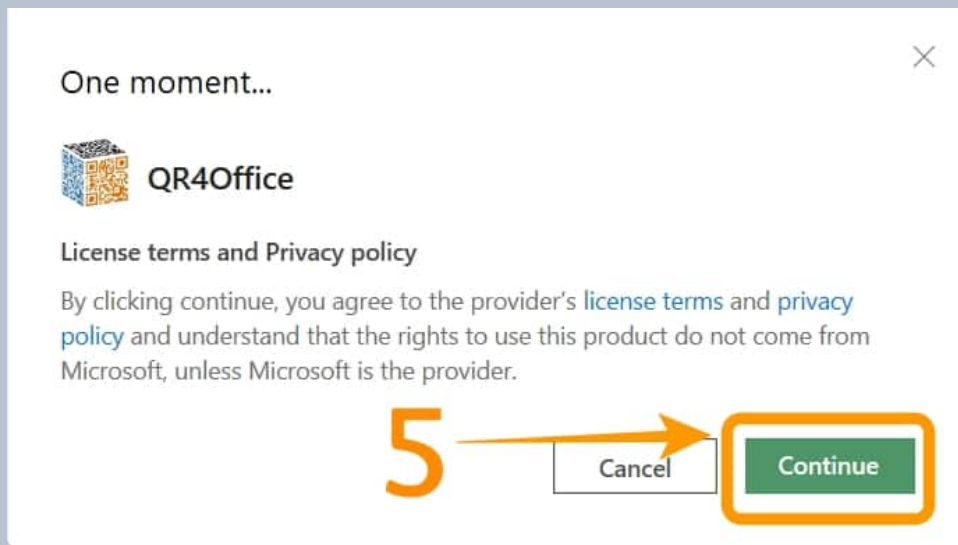 One moment...
QR4Office
License terms and Privacy policy
By clicking continue, you agree to the provider's license terms and privacy
policy and understand that the rights to use this product do not come from
Microsoft, unless Microsoft is the provider.
5
Cancel
Continue